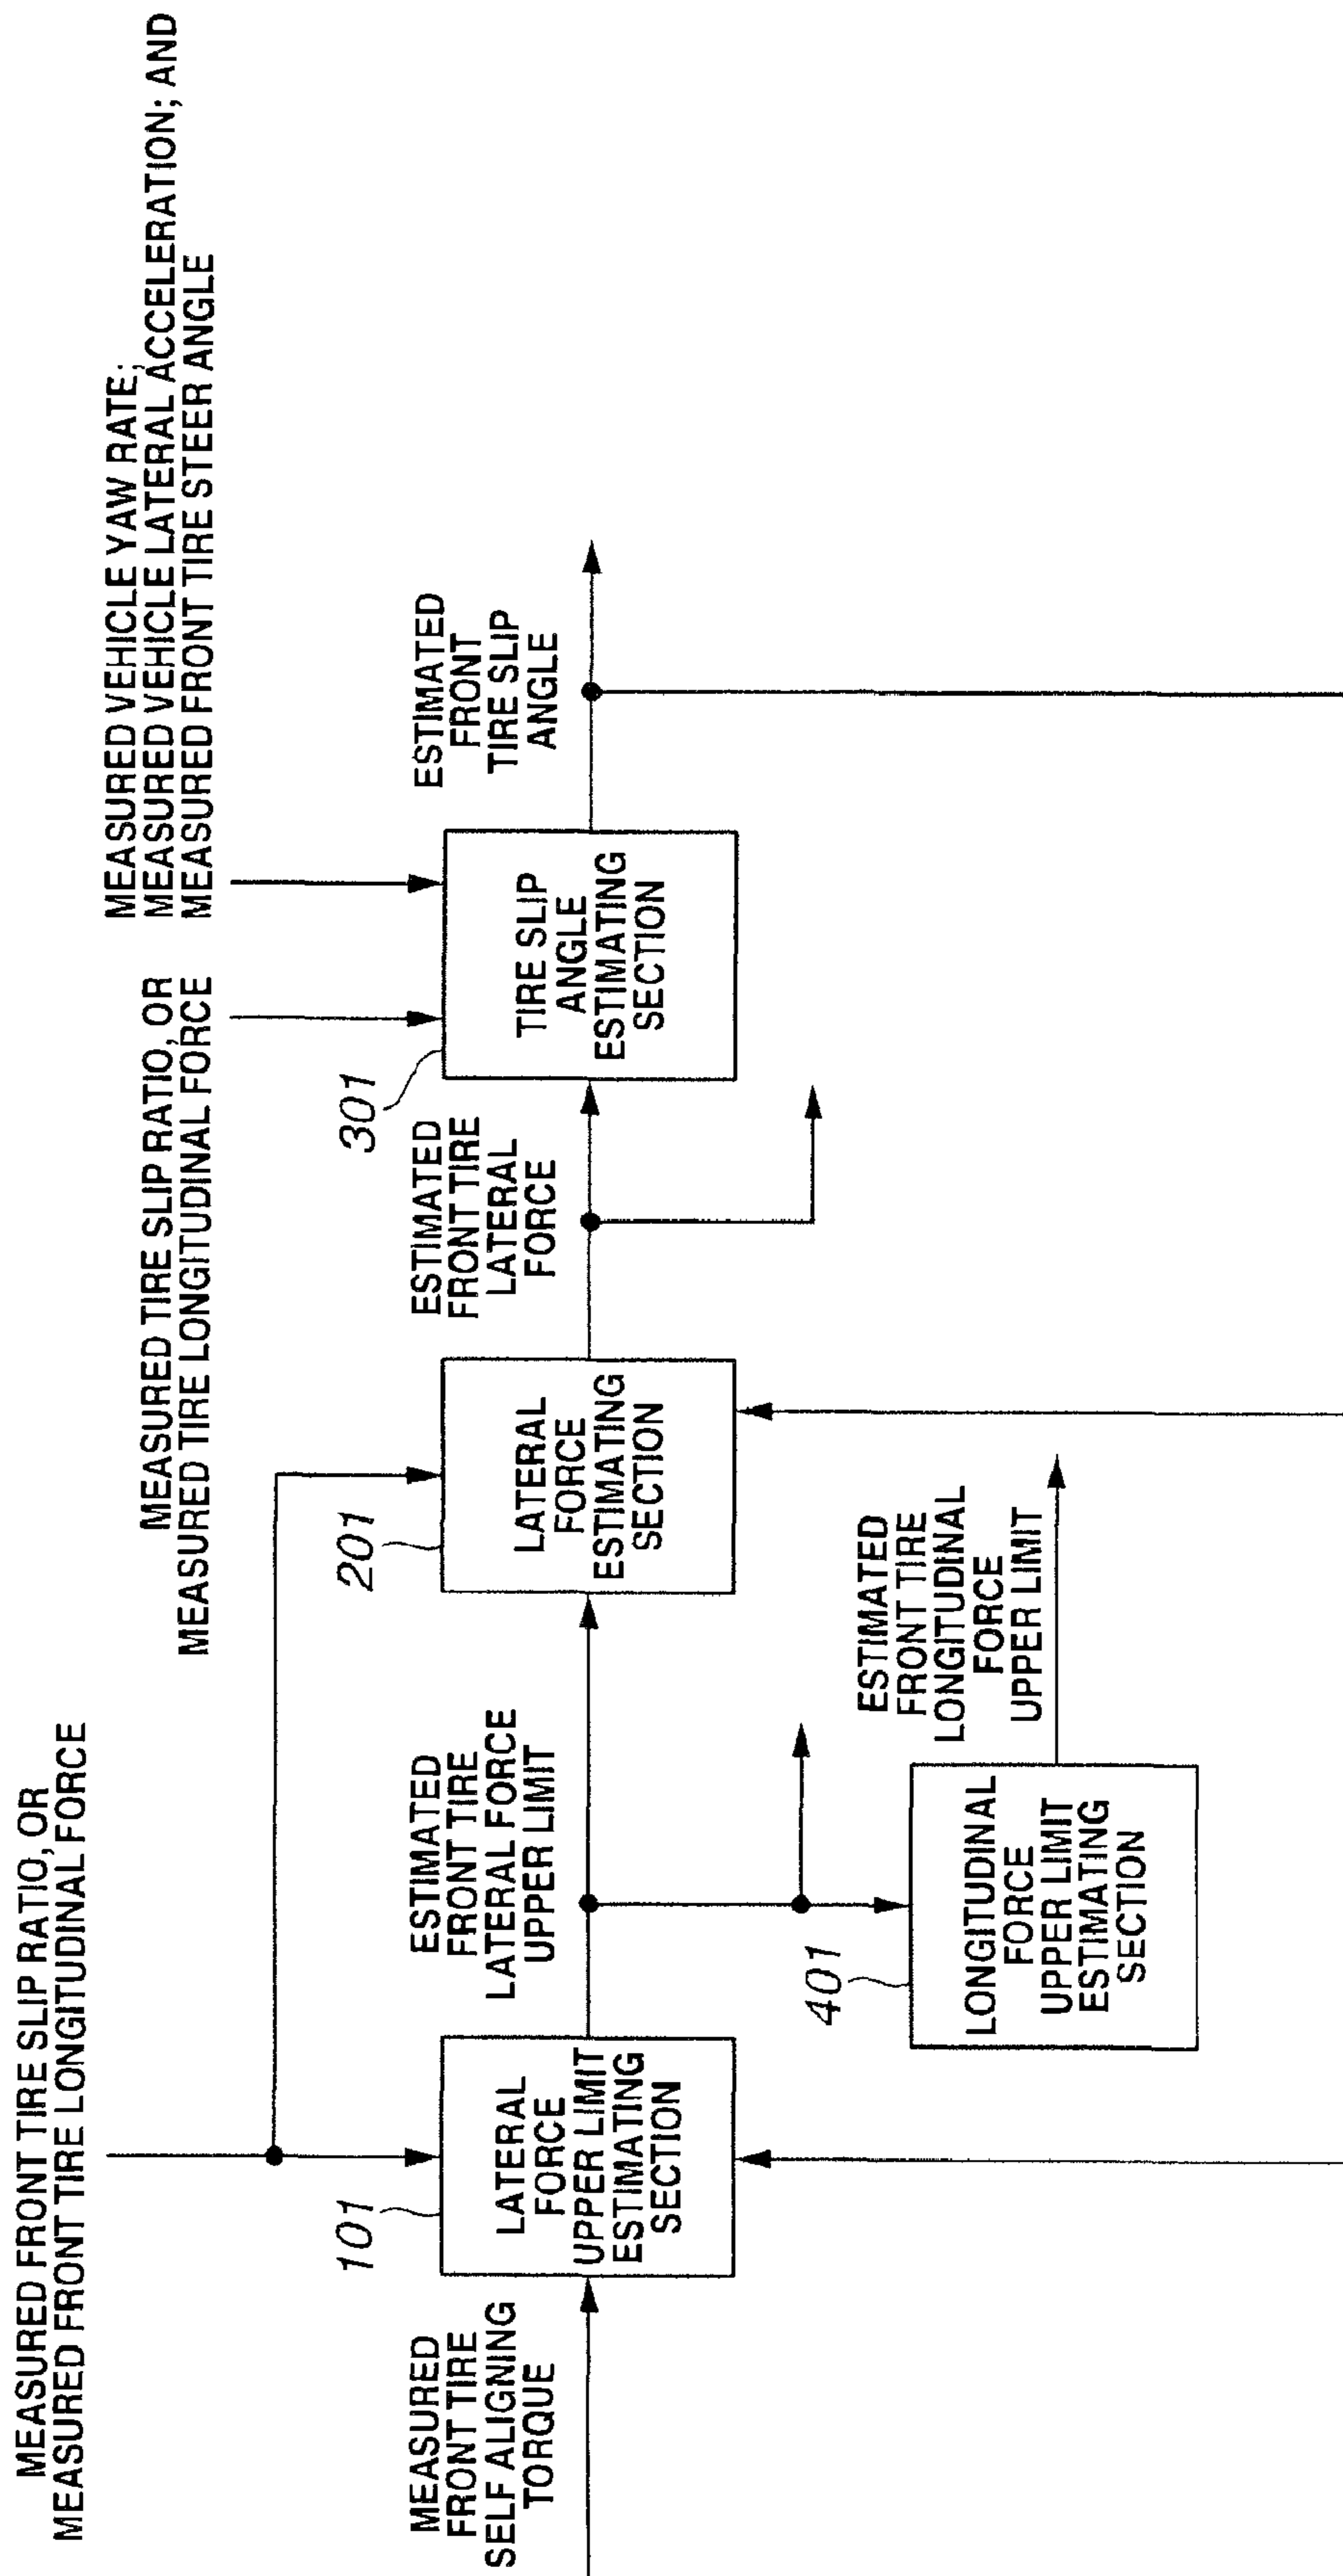 MEASURED FRONT TIRE SLIP RATIO, OR
MEASURED FRONT TIRE LONGITUDINAL FORCE
MEASURED TIRE SLIP RATIO, OR
MEASURED TIRE LONGITUDINAL FORCE
MEASURED VEHICLE YAW RATE;
MEASURED VEHICLE LATERAL ACCELERATION; AND
MEASURED FRONT TIRE STEER ANGLE
MEASURED
FRONT TIRE
SELF ALIGNING
TORQUE
101
LATERAL
FORCE
UPPER LIMIT
ESTIMATING
SECTION
ESTIMATED
FRONT TIRE
LATERAL FORCE
UPPER LIMIT
201
LATERAL
FORCE
ESTIMATING
SECTION
ESTIMATED
FRONT TIRE
LATERAL
FORCE
301
TIRE SLIP
ANGLE
ESTIMATING
SECTION
ESTIMATED
FRONT
TIRE SLIP
ANGLE
401
LONGITUDINAL
FORCE
UPPER LIMIT
ESTIMATING
SECTION
ESTIMATED
FRONT TIRE
LONGITUDINAL
FORCE
UPPER LIMIT